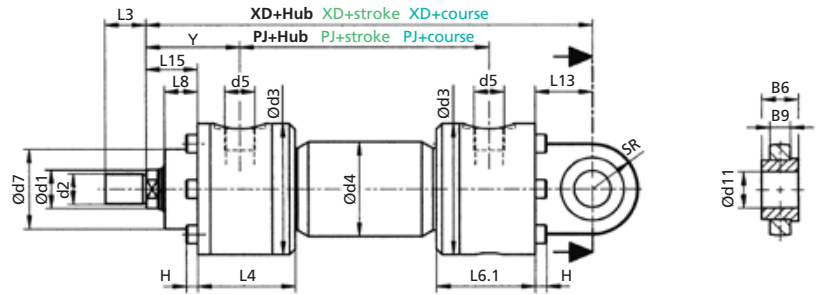 L3 XD+Hub XD+stroke XD+course
Y PJ+Hub PJ+stroke PJ+course
L15
L8 d5 d5 L13
B6
B9
Ød3 Ød3 SR
Ød7 Ød1 d2 Ød4 Ød11
H L4 L6.1 H